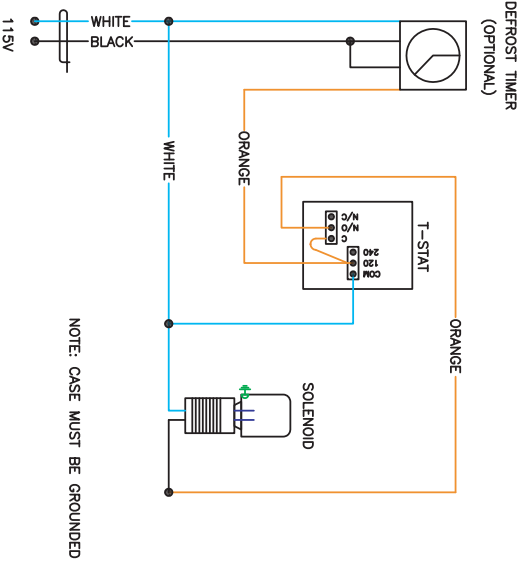 DEFROST TIMER
(OPTIONAL)
115V
WHITE
BLACK
WHITE
ORANGE
T-STAT
N/C
N/O
C
240
120
COM
ORANGE
SOLENOID
NOTE: CASE MUST BE GROUNDED